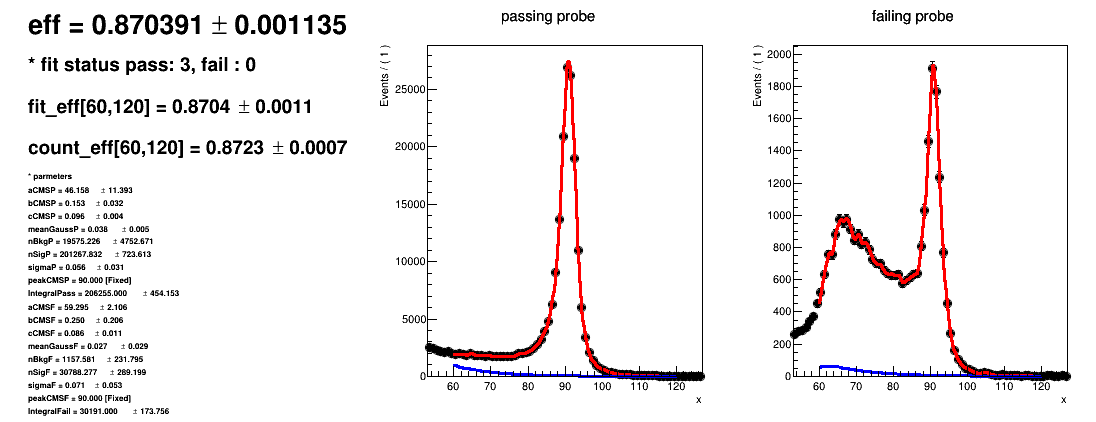 eff = 0.870391 ± 0.001135
* fit status pass: 3, fail : 0
fit_eff[60,120] = 0.8704 ± 0.0011
count_eff[60,120] = 0.8723 ± 0.0007
* parmeters
aCMSP = 46.158 ± 11.393
bCMSP = 0.153 ± 0.032
cCMSP = 0.096 ± 0.004
meanGaussP = 0.038 ± 0.005
nBkgP = 19575.226 ± 4752.671
nSigP = 201267.832 ± 723.613
sigmaP = 0.056 ± 0.031
peakCMSP = 90.000 [Fixed]
IntegralPass = 206255.000 ± 454.153
aCMSF = 59.295 ± 2.106
bCMSF = 0.250 ± 0.206
cCMSF = 0.086 ± 0.011
meanGaussF = 0.027 ± 0.029
nBkgF = 1157.581 ± 231.795
nSigF = 30788.277 ± 289.199
sigmaF = 0.071 ± 0.053
peakCMSF = 90.000 [Fixed]
IntegralFail = 30191.000 ± 173.756
passing probe
Events / ( 1 )
25000
20000
15000
10000
5000
0
60 70 80 90 100 110 120
x
failing probe
Events / ( 1 )
2000
1800
1600
1400
1200
1000
800
600
400
200
0
60 70 80 90 100 110 120
x